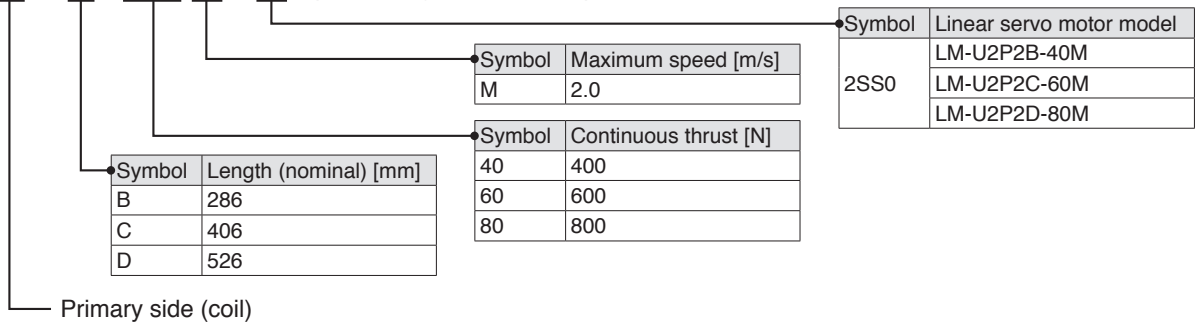 Symbol Linear servo motor model
2SS0 LM-U2P2B-40M
LM-U2P2C-60M
LM-U2P2D-80M
Symbol Maximum speed [m/s]
M 2.0
Symbol Continuous thrust [N]
40 400
60 600
80 800
Symbol Length (nominal) [mm]
B 286
C 406
D 526
Primary side (coil)